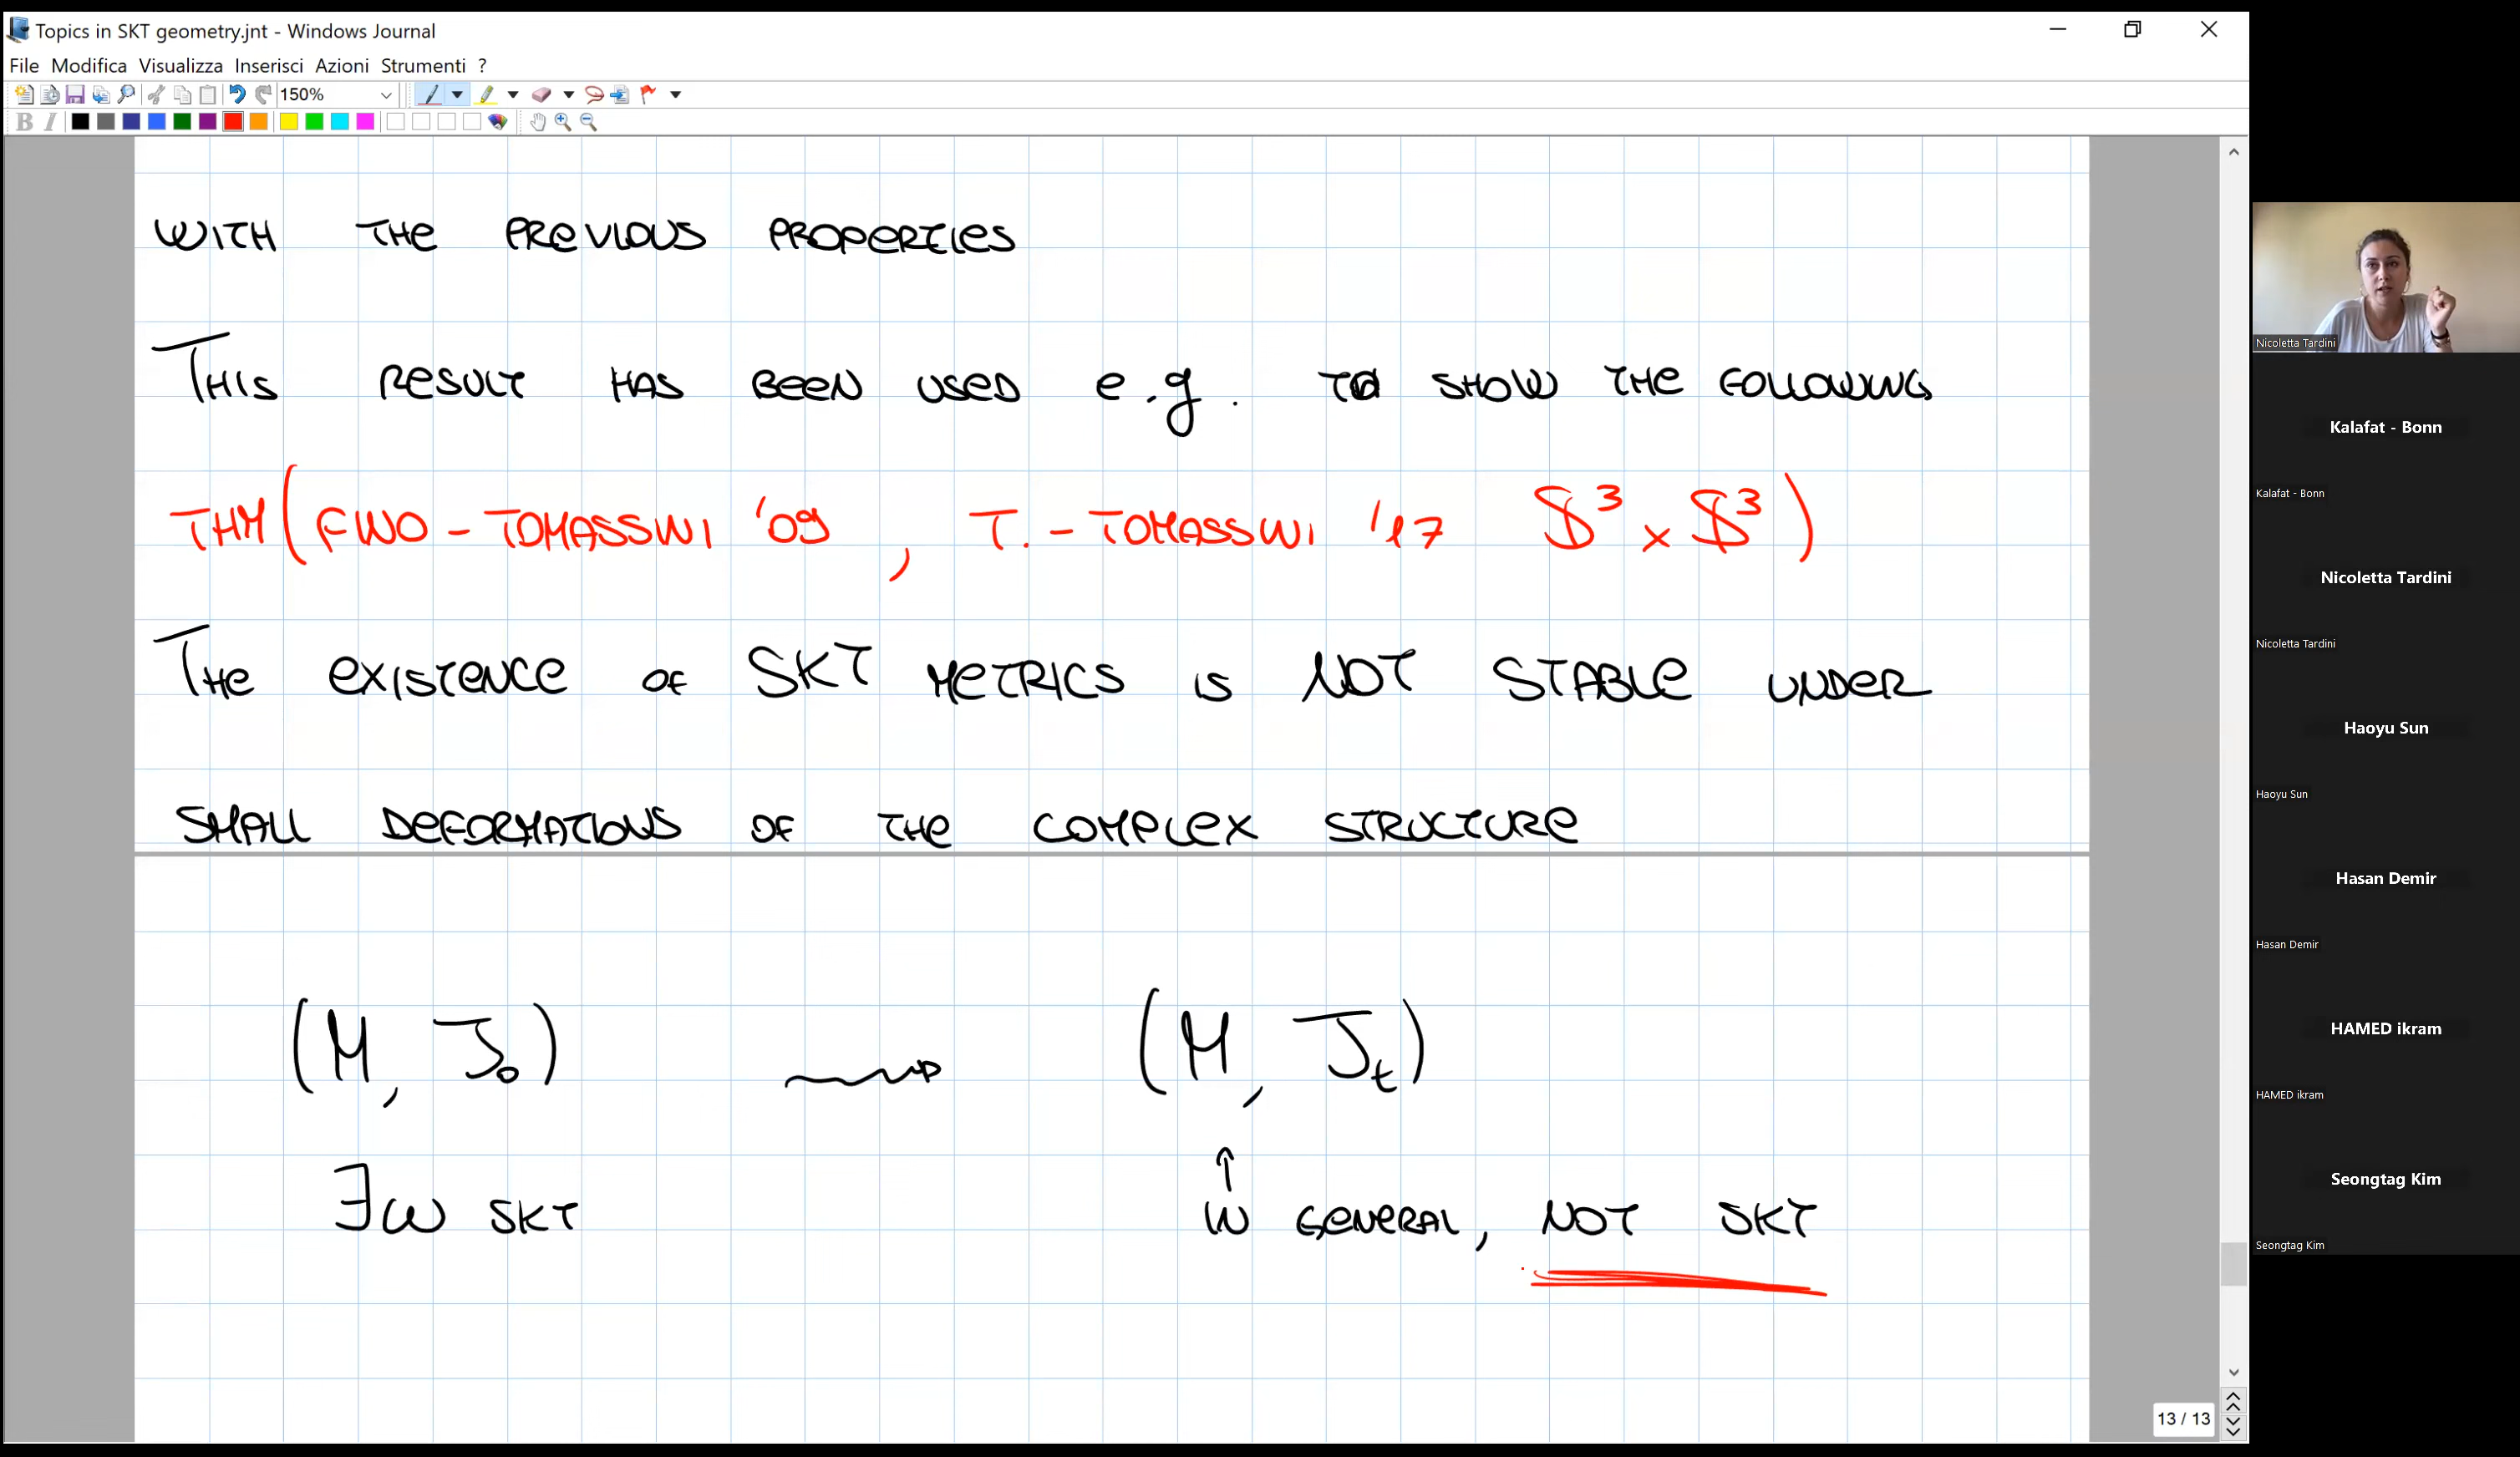 Topics in SKT geometry.jnt - Windows Journal
File Modifica Visualizza Inserisci Azioni Strumenti ?
150%
B I
WITH THE PREVIOUS PROPERTIES
THIS RESULT HAS BEEN USED e.g. TO SHOW THE FOLLOWING
THM (FINO - TOMASSINI '09, T. - TOMASSINI '17 S³ × S³)
THE EXISTENCE OF SKT METRICS IS NOT STABLE UNDER
SMALL DEFORMATIONS OF THE COMPLEX STRUCTURE
(M, J₀) ⇝ (M, Jₜ)
↑
∃ω SKT IN GENERAL, NOT SKT
13 / 13
Nicoletta Tardini
Kalafat - Bonn
Kalafat - Bonn
Nicoletta Tardini
Nicoletta Tardini
Haoyu Sun
Haoyu Sun
Hasan Demir
Hasan Demir
HAMED ikram
HAMED ikram
Seongtag Kim
Seongtag Kim